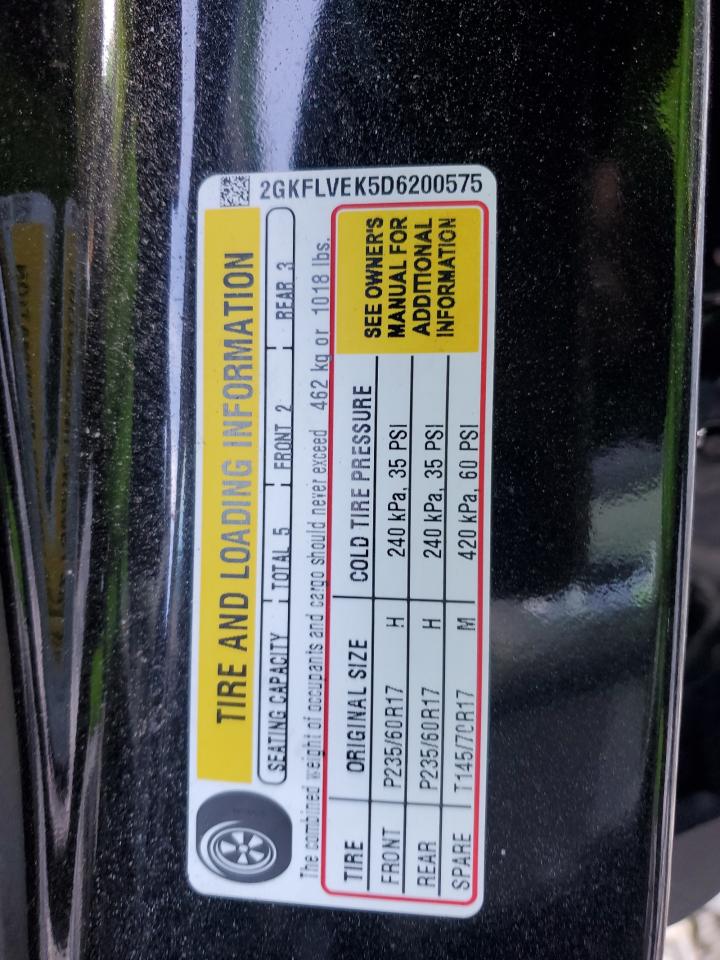 2GKFLVEK5D6200575
TIRE AND LOADING INFORMATION
SEATING CAPACITY TOTAL 5 FRONT 2 REAR 3
The combined weight of occupants and cargo should never exceed 462 kg or 1018 lbs.
TIRE ORIGINAL SIZE COLD TIRE PRESSURE
FRONT P235/60R17 H 240 kPa, 35 PSI
REAR P235/60R17 H 240 kPa, 35 PSI
SPARE T145/70R17 M 420 kPa, 60 PSI
SEE OWNER'S
MANUAL FOR
ADDITIONAL
INFORMATION